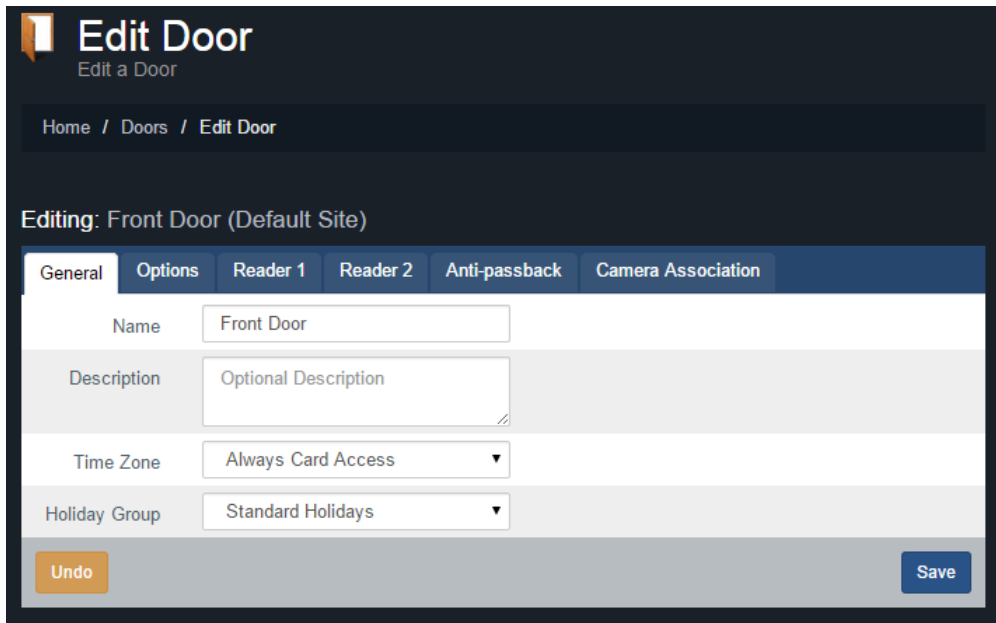 Edit Door
Edit a Door
Home / Doors / Edit Door
Editing: Front Door (Default Site)
General Options Reader 1 Reader 2 Anti-passback Camera Association
Name Front Door
Description Optional Description
Time Zone Always Card Access
Holiday Group Standard Holidays
Undo Save